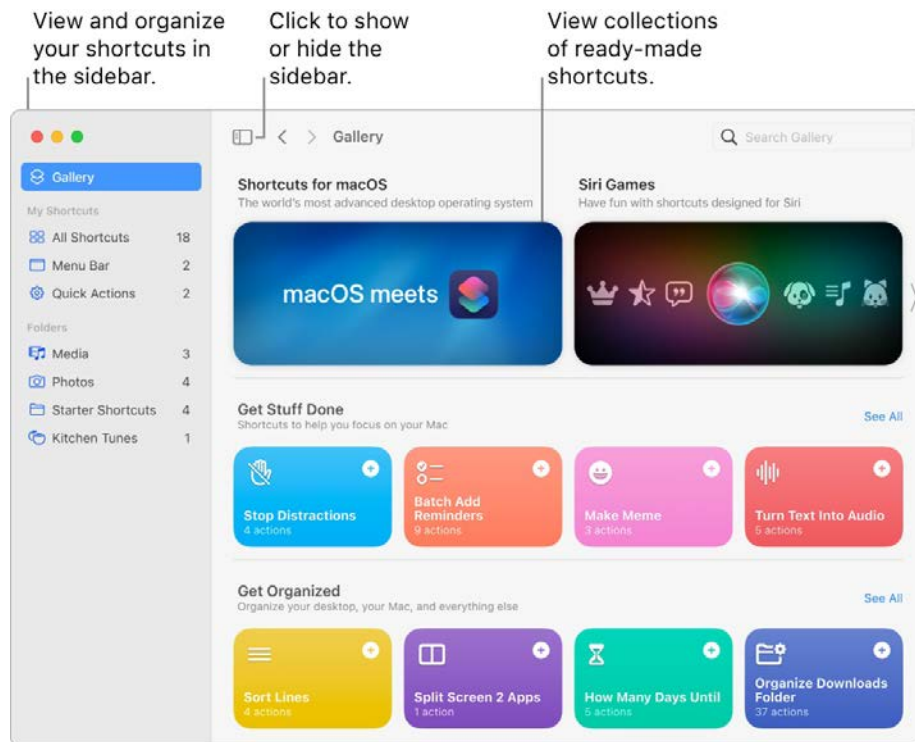 View and organize
your shortcuts in
the sidebar.
Click to show
or hide the
sidebar.
View collections
of ready-made
shortcuts.
Gallery
Search Gallery
Gallery
My Shortcuts
All Shortcuts 18
Menu Bar 2
Quick Actions 2
Folders
Media 3
Photos 4
Starter Shortcuts 4
Kitchen Tunes 1
Shortcuts for macOS
The world's most advanced desktop operating system
macOS meets
Siri Games
Have fun with shortcuts designed for Siri
Get Stuff Done
See All
Shortcuts to help you focus on your Mac
Stop Distractions
4 actions
Batch Add
Reminders
9 actions
Make Meme
3 actions
Turn Text Into Audio
5 actions
Get Organized
See All
Organize your desktop, your Mac, and everything else
Sort Lines
4 actions
Split Screen 2 Apps
1 action
How Many Days Until
5 actions
Organize Downloads
Folder
37 actions